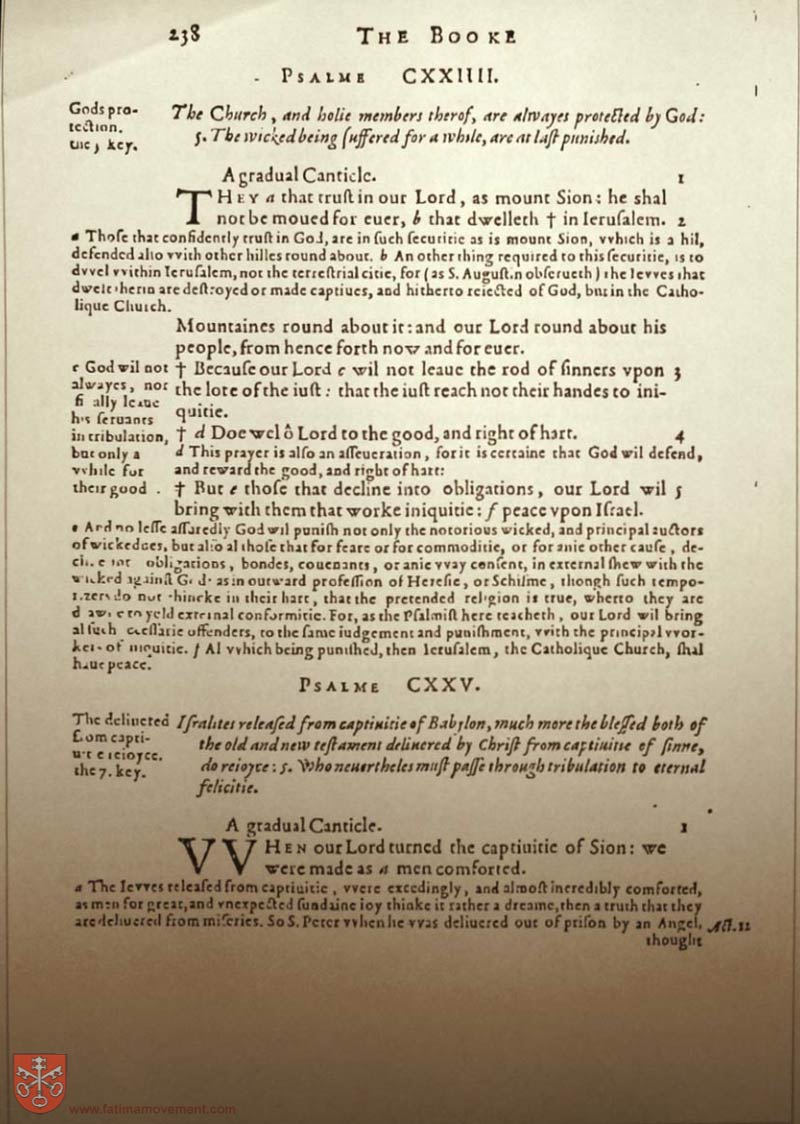 238 THE BOOKE
PSALME CXXIIII.
Gods pro-
tection.
the 3 key.
The Church, and holie members therof, are alwayes protected by God:
5. The wicked being ſuffered for a while, are at laſt punished.
A gradual Canticle. 1
THEY a that truſt in our Lord, as mount Sion: he shal
not be moued for euer, b that dwelleth † in Ieruſalem. 2
a Thoſe that confidently truſt in God, are in ſuch ſecuritie as is mount Sion, vvhich is a hil,
defended alſo vvith other hilles round about. b An other thing required to this ſecuritie, is to
dvvel vvithin Ieruſalem, not the terreſtrial citie, for (as S. Auguſtin obſerueth) the Ievves that
dwelt therin are deſtroyed or made captiues, and hitherto reiected of God, but in the Catho-
lique Church.
Mountaines round about it: and our Lord round about his
people, from hence forth now and for euer.
c God wil not
alwayes, nor
finally leaue
his ſeruants
in tribulation,
but only a
vvhile for
their good .
† Becauſe our Lord c wil not leaue the rod of ſinners vpon 3
the lote of the iuſt: that the iuſt reach not their handes to ini-
quitie.
† d Doe wel ô Lord to the good, and right of hart. 4
d This prayer is alſo an aſſeueration, for it is certaine that God wil defend,
and reward the good, and right of hart:
† But e thoſe that decline into obligations, our Lord wil 5
bring with them that worke iniquitie: f peace vpon Iſrael.
e And no leſſe aſſuredly God wil puniſh not only the notorious wicked, and principal auctors
of wickednes, but alſo al thoſe that for feare or for commoditie, or for anie other cauſe, de-
cline into obligations, bondes, couenants, or anie vvay conſent, in external ſhew with the
wicked againſt God: as in outward profeſſion of Hereſie, or Schiſme, though ſuch tempo-
rizers do not thincke in their hart, that the pretended religion is true, wherto they are
drawen to yeld external conformitie. For, as the Pſalmiſt here teacheth, our Lord wil bring
al ſuch offenders, to the ſame iudgement and puniſhment, vvith the principal vvor-
kers of iniquitie. f Al vvhich being puniſhed, then Ieruſalem, the Catholique Church, ſhal
haue peace.
PSALME CXXV.
The deliuered
from capti-
uitie reioyce.
the 7. key.
Iſralites releaſed from captiuitie of Babylon, much more the bleſſed both of
the old and new teſtament deliuered by Chriſt from captiuitie of ſinne,
do reioyce: 5. Who neuertheles muſt paſſe through tribulation to eternal
felicitie.
A gradual Canticle. 1
VVHEN our Lord turned the captiuitie of Sion: we
were made as a men comforted.
a The Ievves releaſed from captiuitie, vvere excedingly, and almoſt incredibly comforted,
as men for great, and vnexpected ſundaine ioy thinke it rather a dreame, then a truth that they
are deliuered from miſeries. So S. Peter vvhen he vvas deliuered out of priſon by an Angel, Act. 12
thought
www.fatimamovement.com